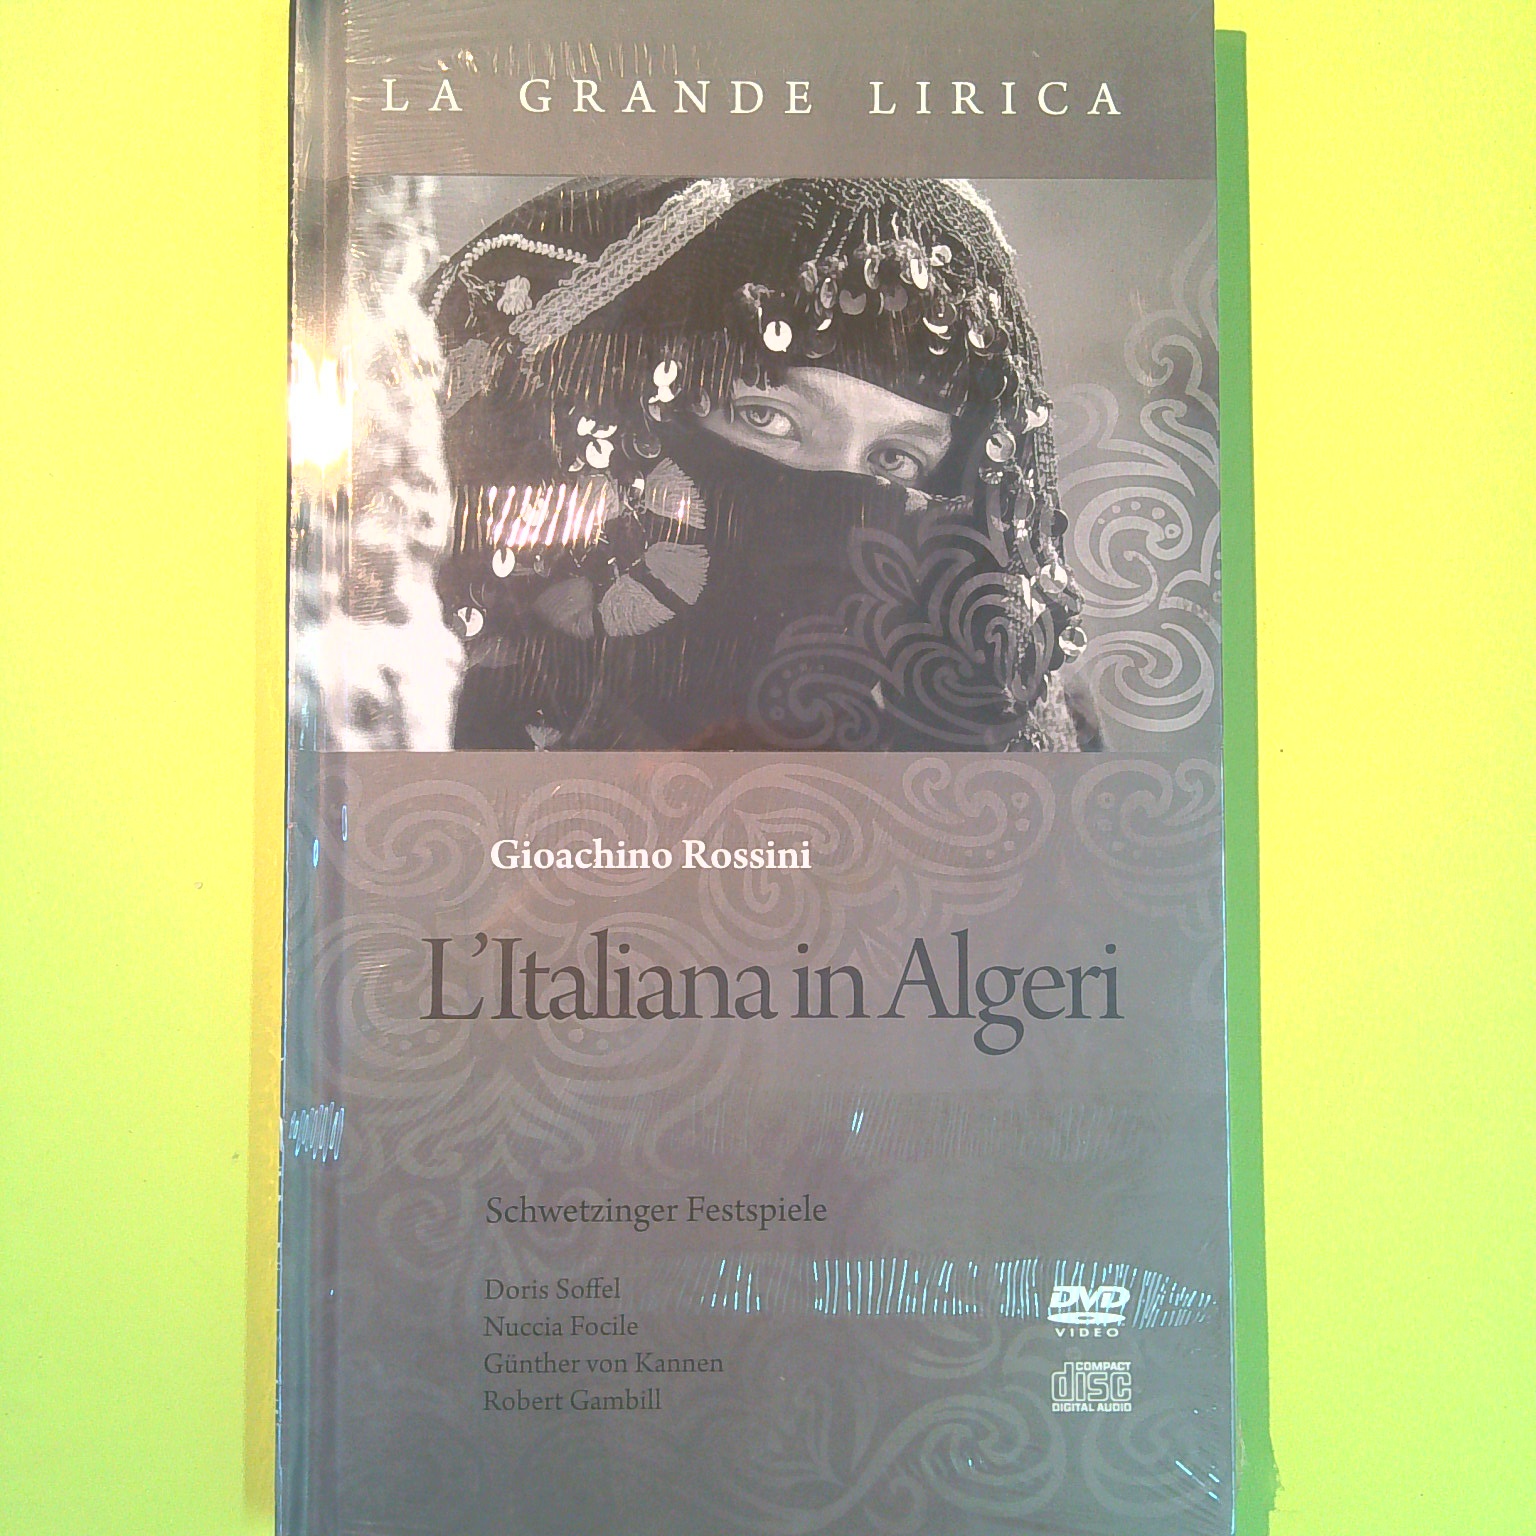 LA GRANDE LIRICA
Gioachino Rossini
L'Italiana in Algeri
Schwetzinger Festspiele
Doris Soffel
Nuccia Focile
Günther von Kannen
Robert Gambill
DVD
VIDEO
COMPACT
disc
DIGITAL AUDIO